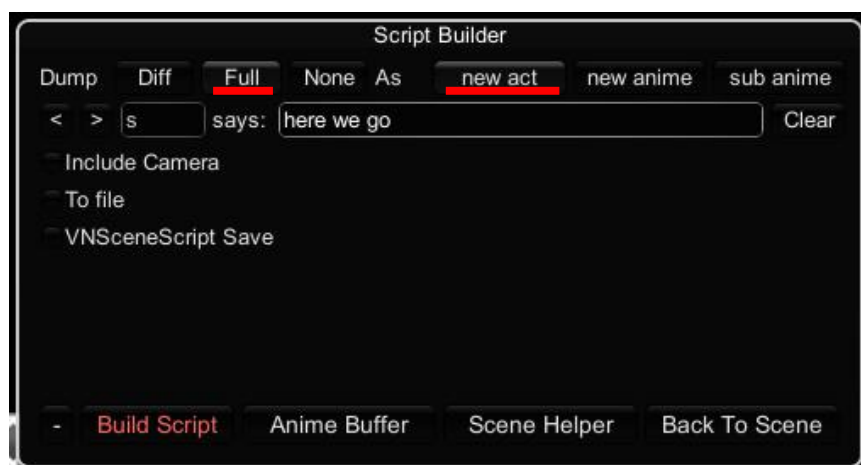 Script Builder
Dump Diff Full None As new act new anime sub anime
< > s says: here we go Clear
Include Camera
To file
VNSceneScript Save
- Build Script Anime Buffer Scene Helper Back To Scene